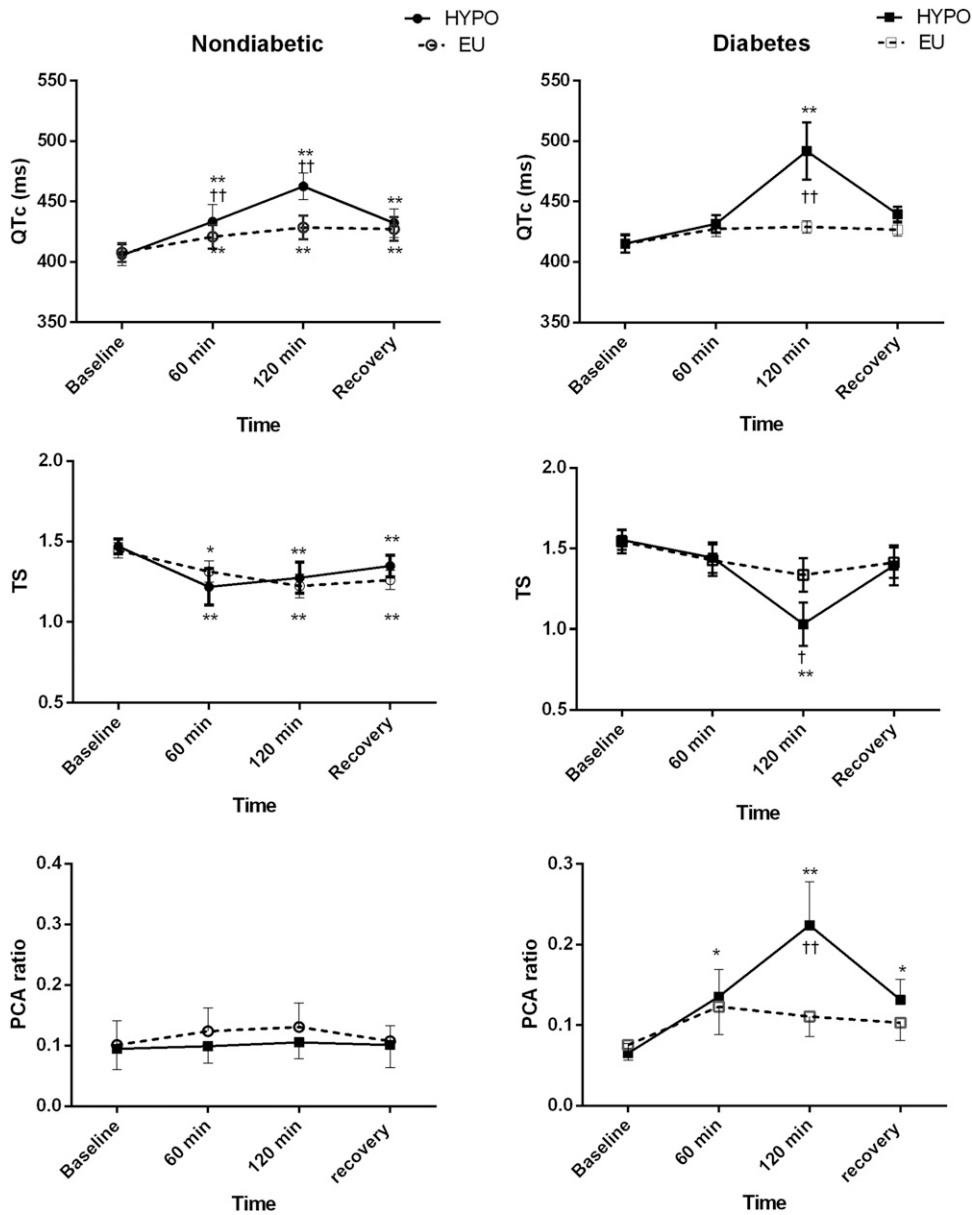 Nondiabetic
HYPO
EU
QTc (ms)
550
500
450
400
350
**
††
**
**
††
**
**
**
Baseline
60 min
120 min
Recovery
Time
Diabetes
HYPO
EU
QTc (ms)
550
500
450
400
350
**
††
Baseline
60 min
120 min
Recovery
Time
TS
2.0
1.5
1.0
0.5
*
**
**
**
**
**
Baseline
60 min
120 min
Recovery
Time
TS
2.0
1.5
1.0
0.5
†
**
Baseline
60 min
120 min
Recovery
Time
PCA ratio
0.4
0.3
0.2
0.1
0.0
Baseline
60 min
120 min
recovery
Time
PCA ratio
0.3
0.2
0.1
0.0
*
**
††
*
Baseline
60 min
120 min
recovery
Time